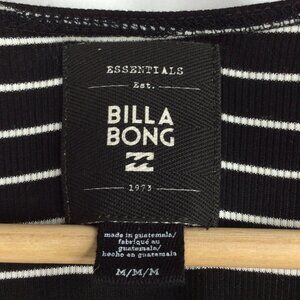 ESSENTIALS
Est.
BILLA
BONG
1973
made in guatemala/
fabriqué au
guatemala/
hecho en guatemala
M/M/M